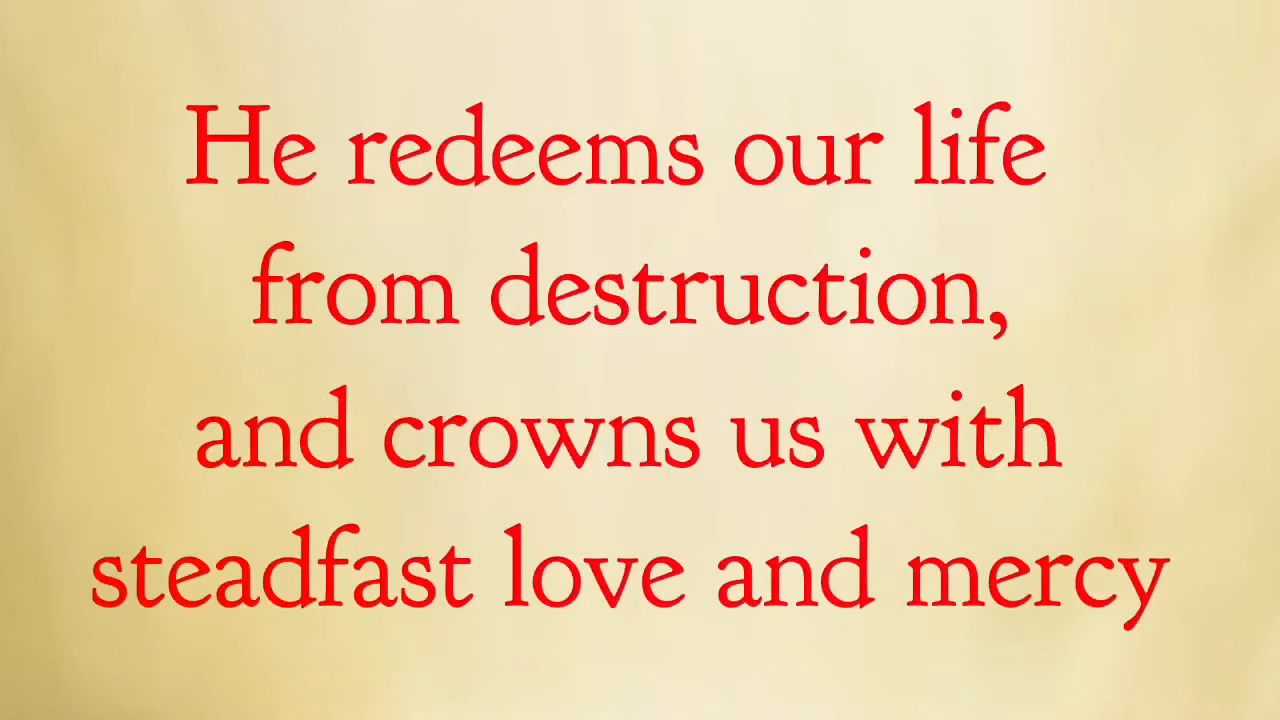 He redeems our life
from destruction,
and crowns us with
steadfast love and mercy